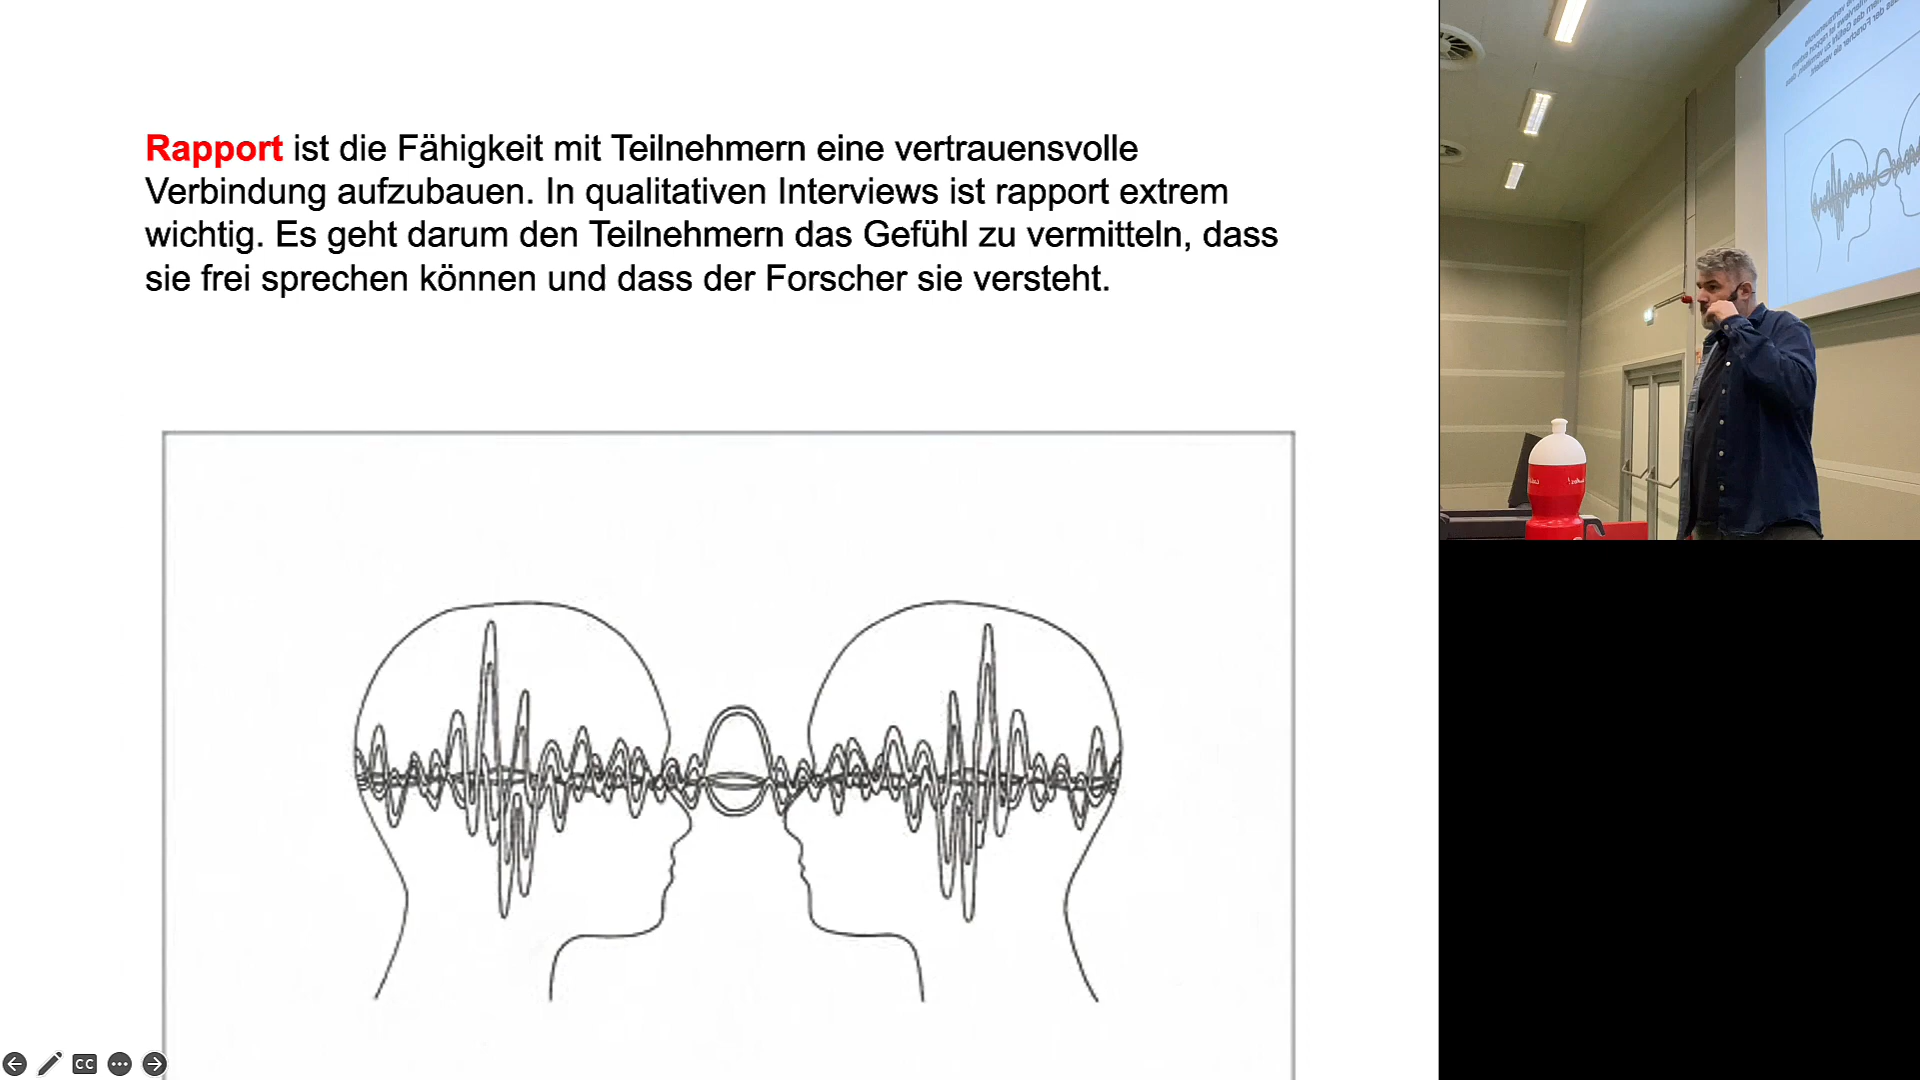 Rapport ist die Fähigkeit mit Teilnehmern eine vertrauensvolle
Verbindung aufzubauen. In qualitativen Interviews ist rapport extrem
wichtig. Es geht darum den Teilnehmern das Gefühl zu vermitteln, dass
sie frei sprechen können und dass der Forscher sie versteht.
CC